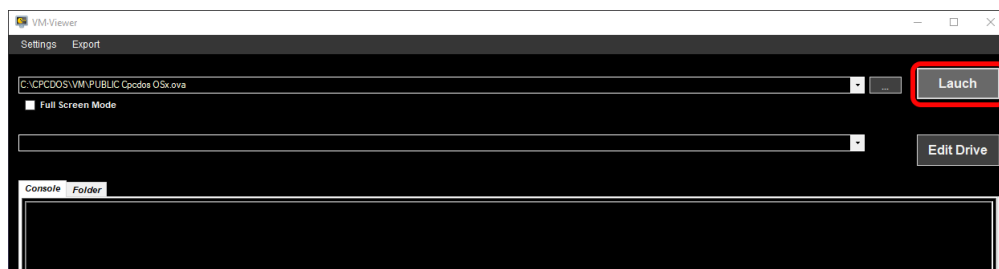 VM-Viewer
Settings Export
C:\CPCDOS\VM\PUBLIC Cpcdos OSx.ova ... Lauch
Full Screen Mode
Edit Drive
Console Folder